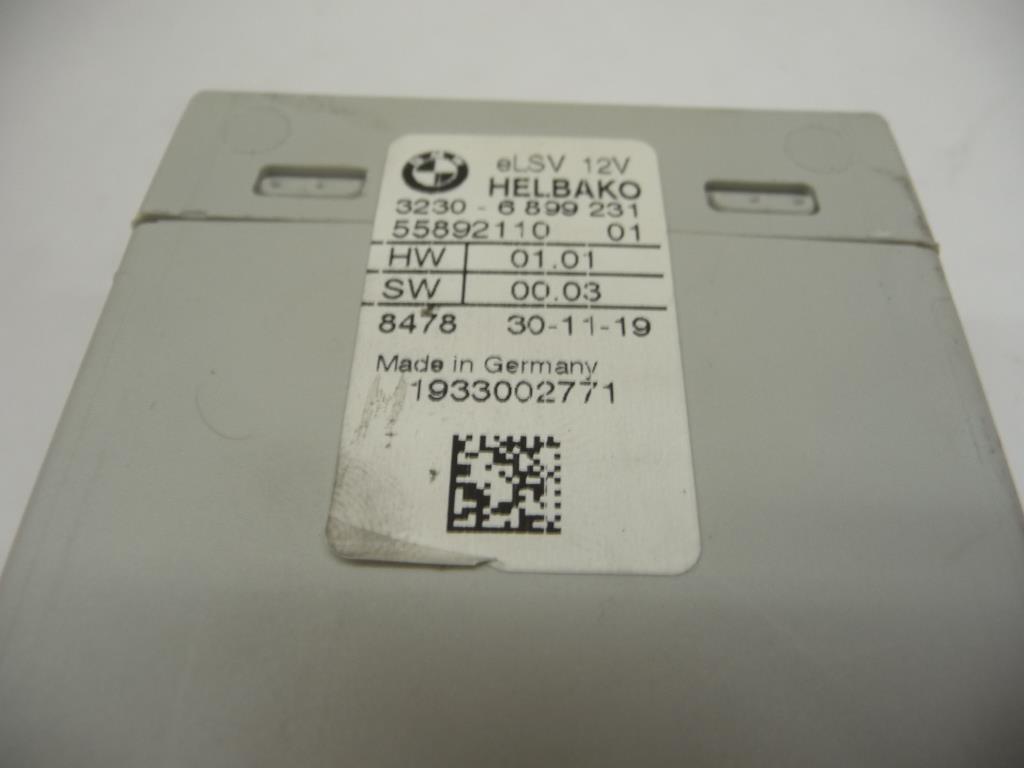 eLSV 12V
HELBAKO
3230 - 6 899 231
55892110 01
HW 01.01
SW 00.03
8478 30-11-19
Made in Germany
1933002771